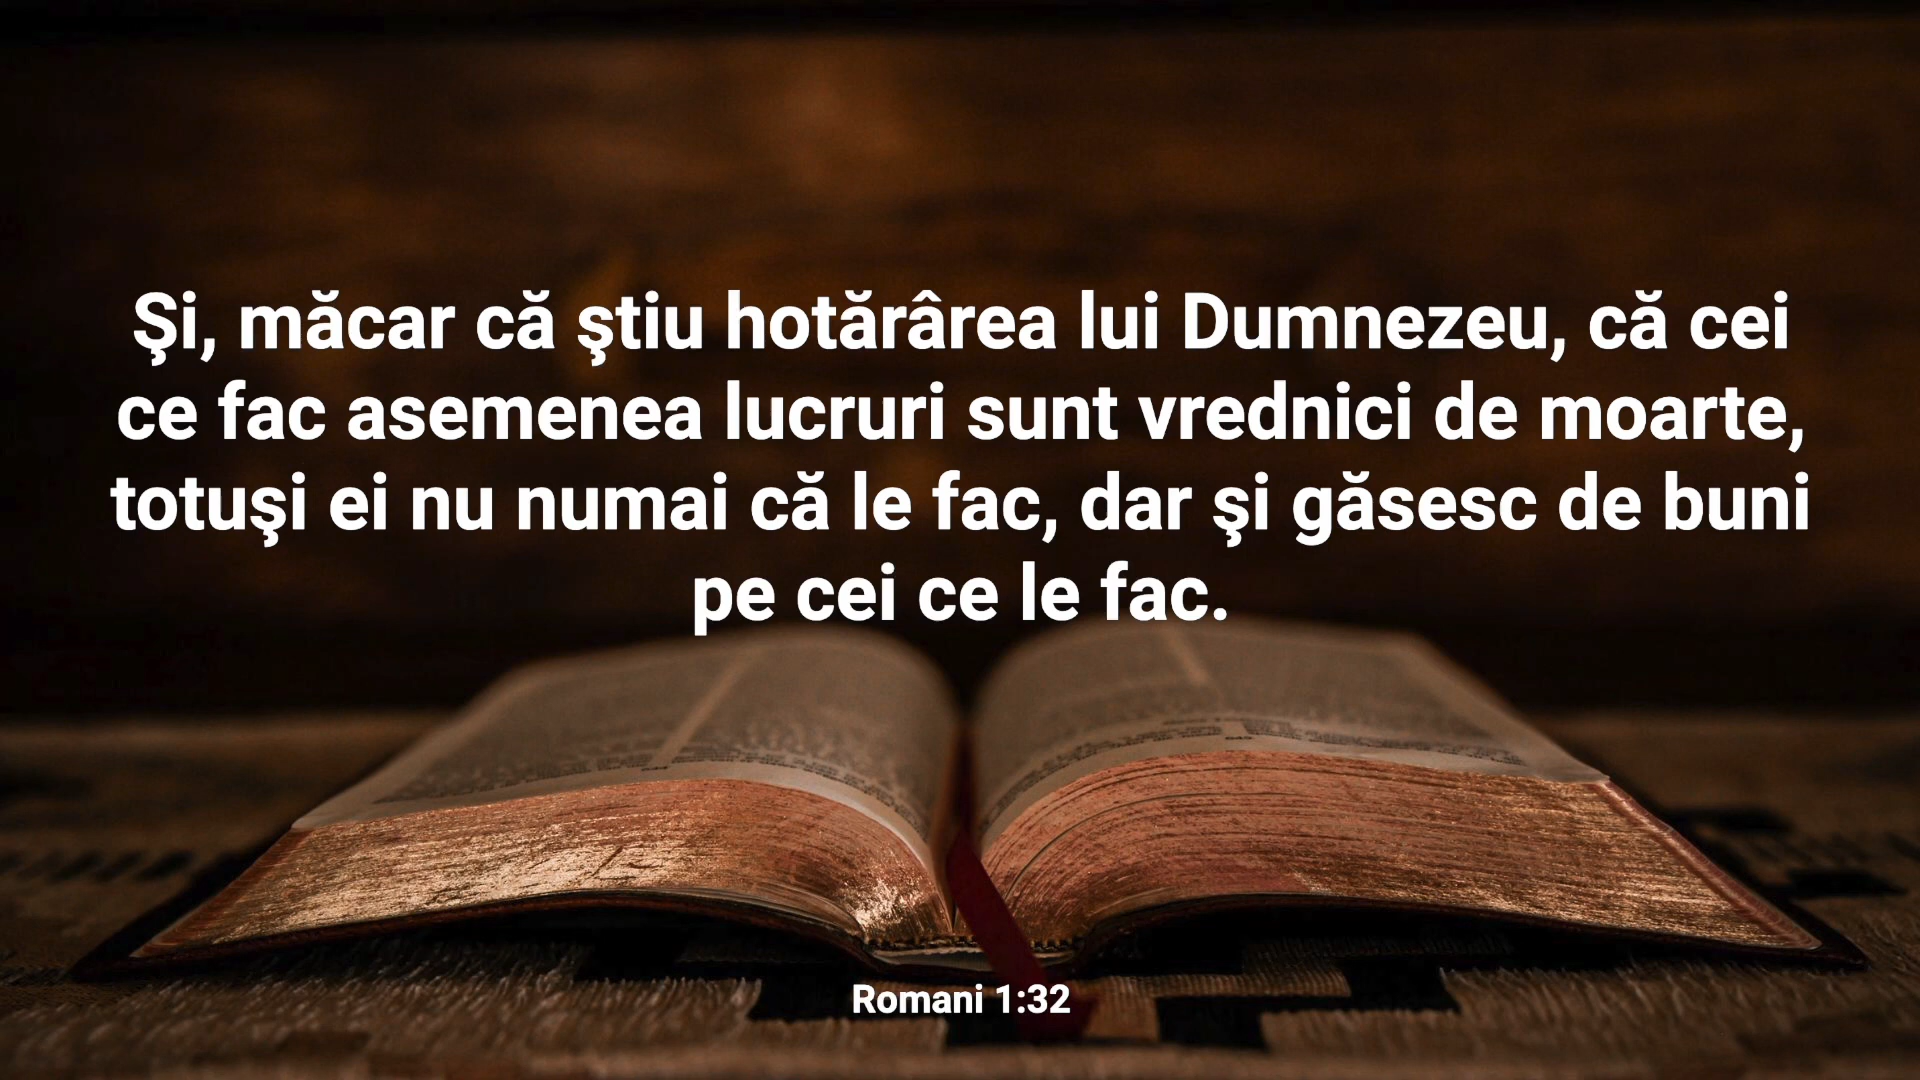 Şi, măcar că ştiu hotărârea lui Dumnezeu, că cei
ce fac asemenea lucruri sunt vrednici de moarte,
totuşi ei nu numai că le fac, dar şi găsesc de buni
pe cei ce le fac.
Romani 1:32